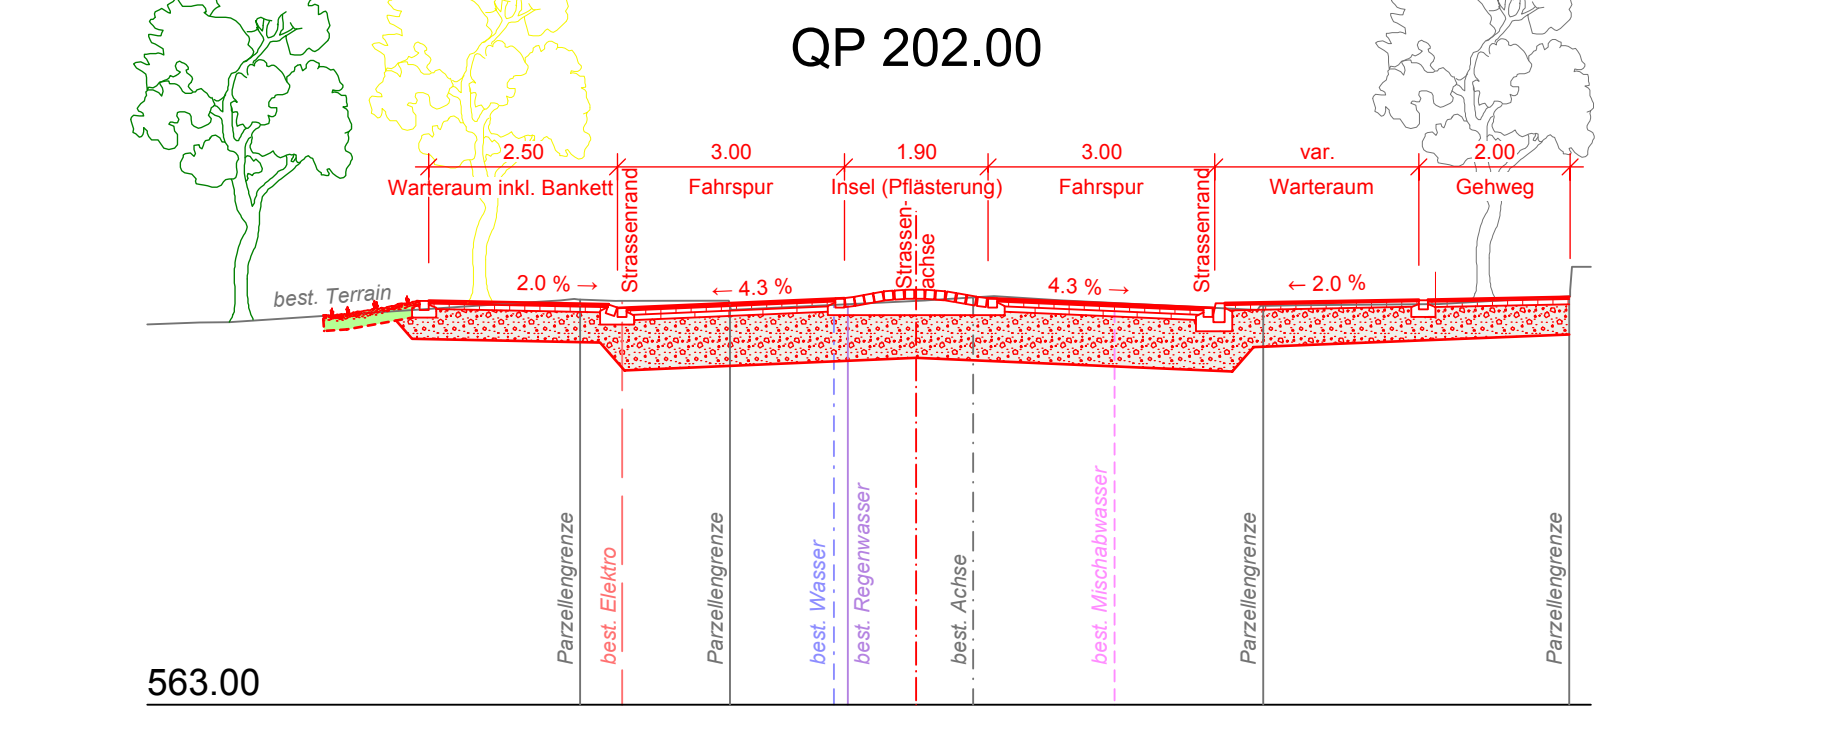 QP 202.00
2.50
3.00
1.90
3.00
var.
2.00
Warteraum inkl. Bankett
Fahrspur
Insel (Pflästerung)
Fahrspur
Warteraum
Gehweg
Strassenrand
Strassen-
achse
Strassenrand
best. Terrain
2.0 % →
← 4.3 %
4.3 % →
← 2.0 %
Parzellengrenze
best. Elektro
Parzellengrenze
best. Wasser
best. Regenwasser
best. Achse
best. Mischabwasser
Parzellengrenze
Parzellengrenze
563.00